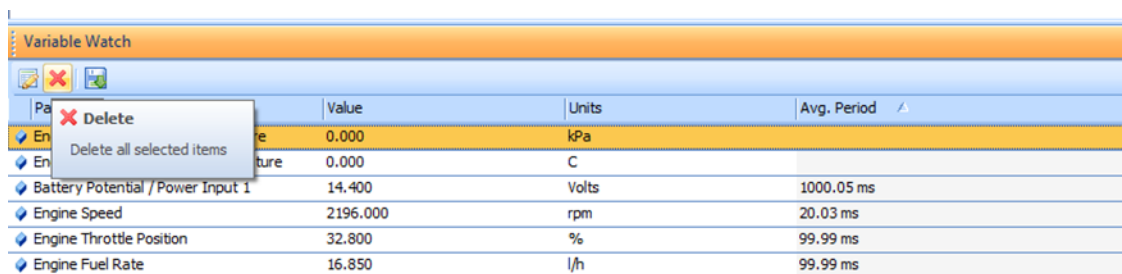 Variable Watch
Pa Value Units Avg. Period
Delete
Delete all selected items
En re 0.000 kPa
En ture 0.000 C
Battery Potential / Power Input 1 14.400 Volts 1000.05 ms
Engine Speed 2196.000 rpm 20.03 ms
Engine Throttle Position 32.800 % 99.99 ms
Engine Fuel Rate 16.850 l/h 99.99 ms